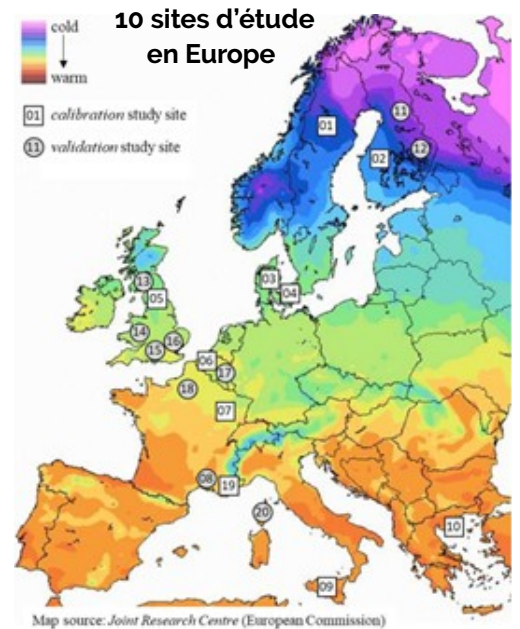 10 sites d'étude
en Europe
cold
warm
01 calibration study site
11 validation study site
01
11
02
12
03
04
13
05
14
15
16
06
17
18
07
08
19
20
10
09
Map source: Joint Research Centre (European Commission)